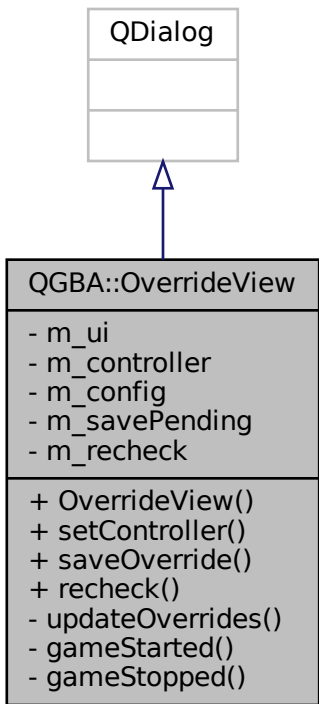 QDialog
QGBA::OverrideView
- m_ui
- m_controller
- m_config
- m_savePending
- m_recheck
+ OverrideView()
+ setController()
+ saveOverride()
+ recheck()
- updateOverrides()
- gameStarted()
- gameStopped()